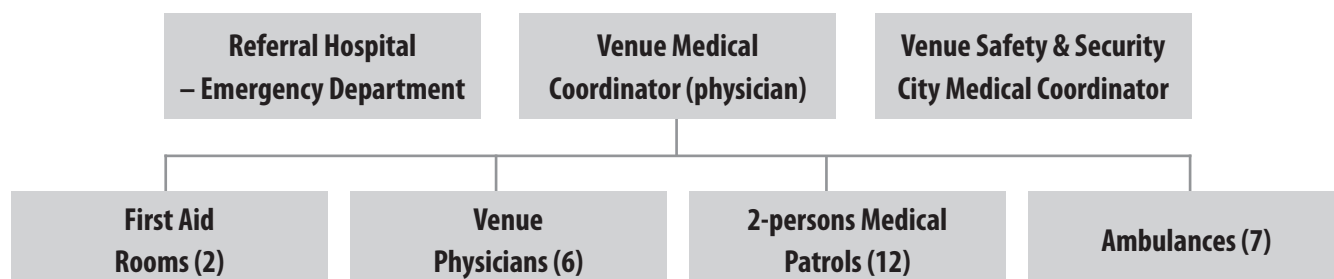 Referral Hospital
– Emergency Department
Venue Medical
Coordinator (physician)
Venue Safety & Security
City Medical Coordinator
First Aid
Rooms (2)
Venue
Physicians (6)
2-persons Medical
Patrols (12)
Ambulances (7)